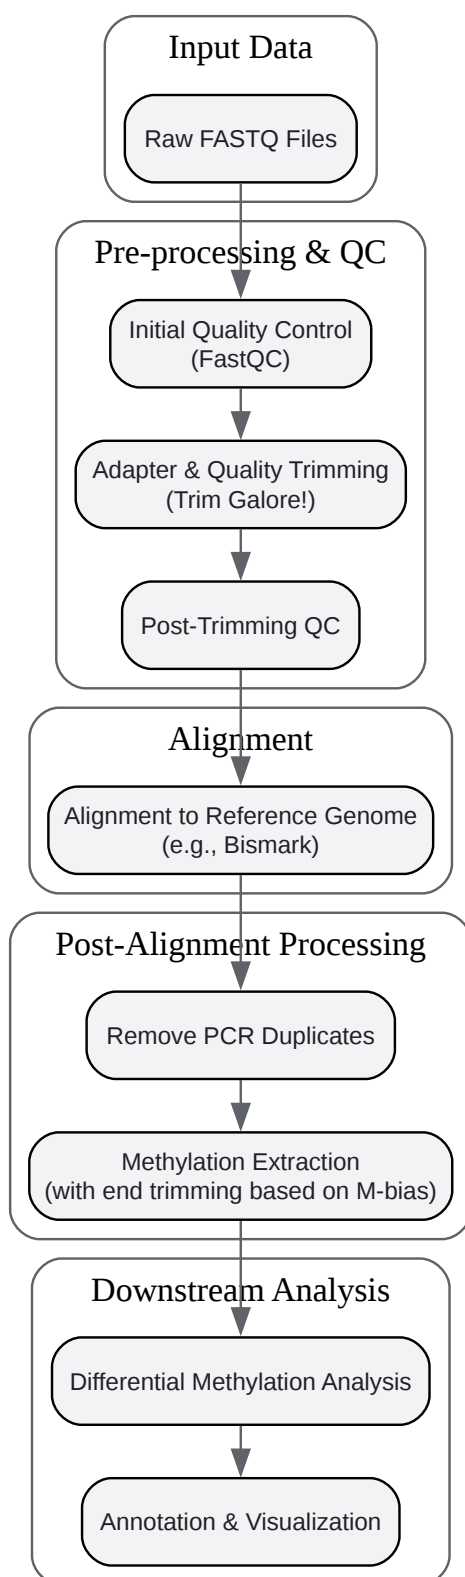 Input Data
Raw FASTQ Files
Pre-processing & QC
Initial Quality Control
(FastQC)
Adapter & Quality Trimming
(Trim Galore!)
Post-Trimming QC
Alignment
Alignment to Reference Genome
(e.g., Bismark)
Post-Alignment Processing
Remove PCR Duplicates
Methylation Extraction
(with end trimming based on M-bias)
Downstream Analysis
Differential Methylation Analysis
Annotation & Visualization